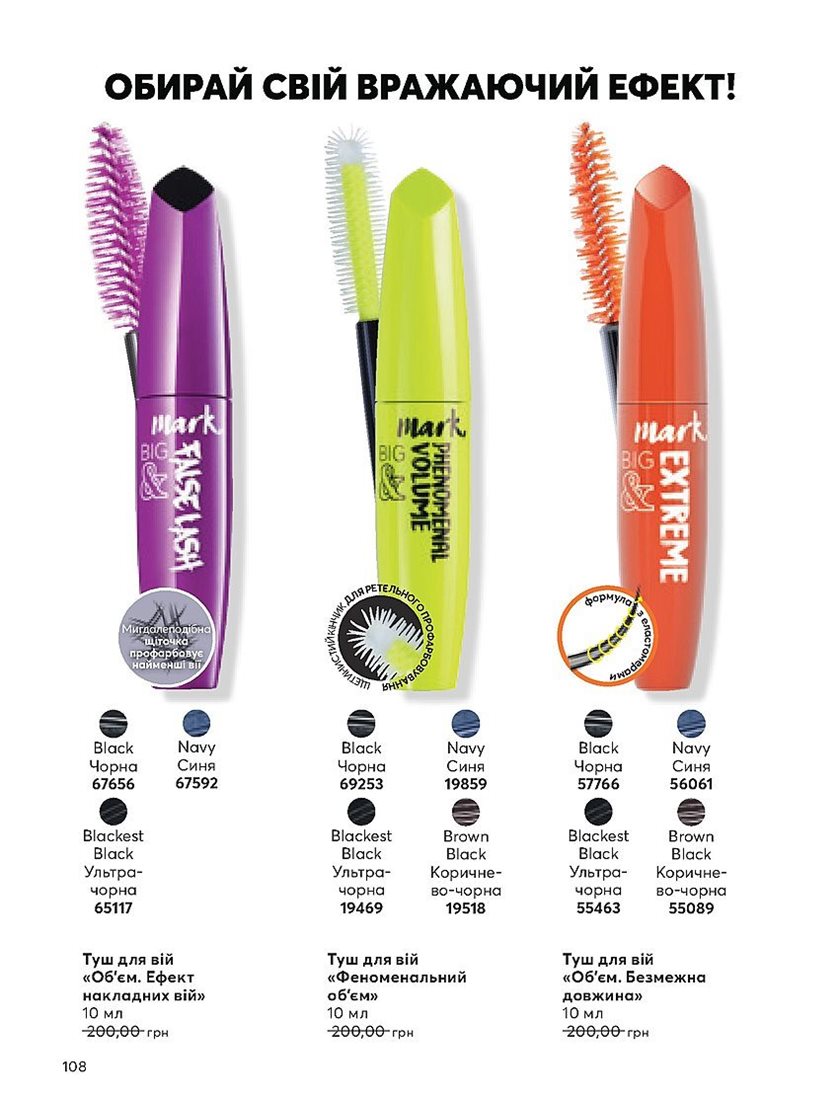 ОБИРАЙ СВІЙ ВРАЖАЮЧИЙ ЕФЕКТ!
mark.
BIG
&
FALSE LASH
Мигдалеподібна
щіточка
профарбовує
найменші вії
Black
Чорна
67656
Navy
Синя
67592
Blackest
Black
Ультра-
чорна
65117
Туш для вій
«Об'єм. Ефект
накладних вій»
10 мл
200,00 грн
mark.
BIG
&
PHENOMENAL
VOLUME
ЩЕТИНИСТИЙ КІНЧИК ДЛЯ РЕТЕЛЬНОГО ПРОФАРБОВУВАННЯ
Black
Чорна
69253
Navy
Синя
19859
Blackest
Black
Ультра-
чорна
19469
Brown
Black
Коричне-
во-чорна
19518
Туш для вій
«Феноменальний
об'єм»
10 мл
200,00 грн
mark.
BIG
&
EXTREME
формула з еластомерами
Black
Чорна
57766
Navy
Синя
56061
Blackest
Black
Ультра-
чорна
55463
Brown
Black
Коричне-
во-чорна
55089
Туш для вій
«Об'єм. Безмежна
довжина»
10 мл
200,00 грн
108